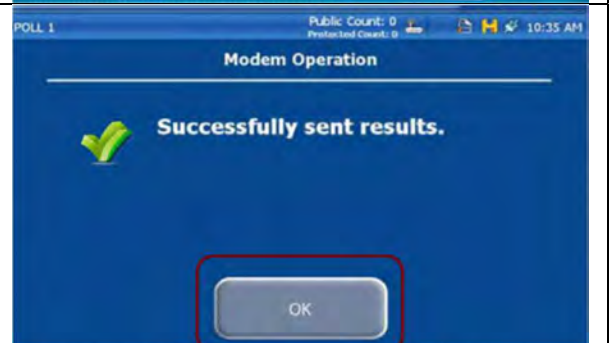 POLL 1
Public Count: 0
Protected Count: 0
10:35 AM
Modem Operation
Successfully sent results.
OK